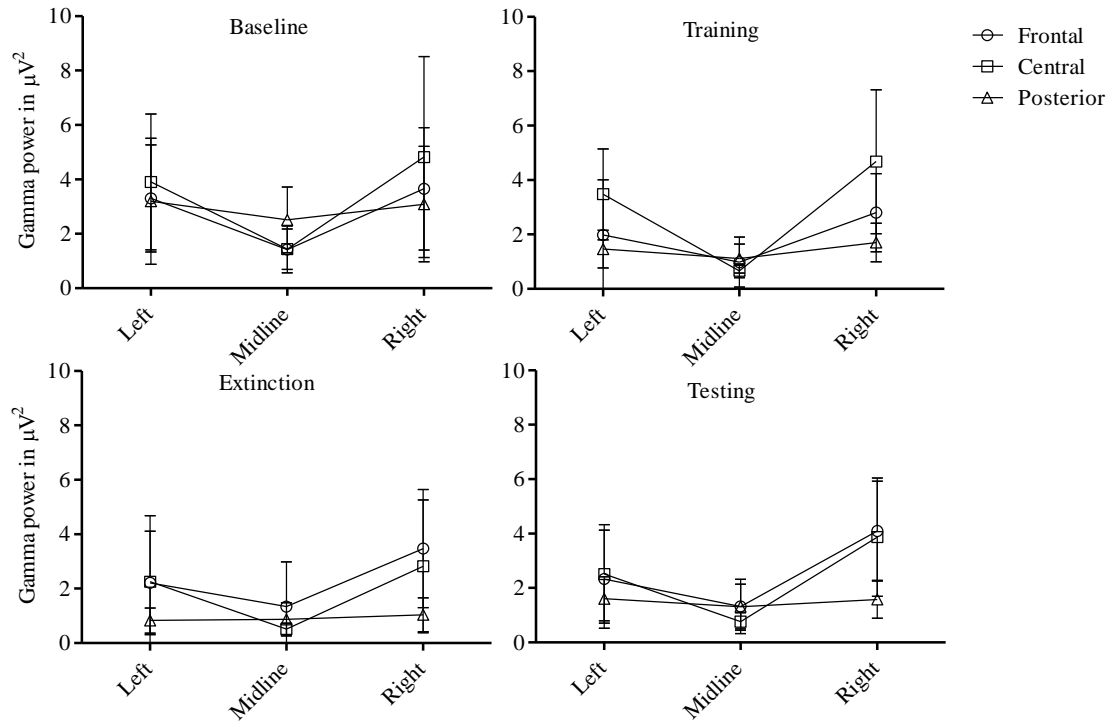 Baseline
Gamma power in μV²
10
8
6
4
2
0
Left
Midline
Right
Training
10
8
6
4
2
0
Left
Midline
Right
Frontal
Central
Posterior
Extinction
Gamma power in μV²
10
8
6
4
2
0
Left
Midline
Right
Testing
10
8
6
4
2
0
Left
Midline
Right